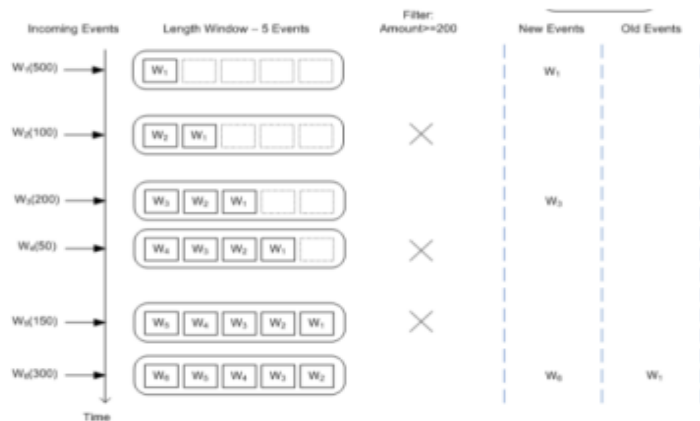 Filter:
Incoming Events Length Window – 5 Events Amount>=200 New Events Old Events
W₁(500) W₁ W₁
W₂(100) W₂ W₁
W₃(200) W₃ W₂ W₁ W₃
W₄(50) W₄ W₃ W₂ W₁
W₅(150) W₅ W₄ W₃ W₂ W₁
W₆(300) W₆ W₅ W₄ W₃ W₂ W₆ W₁
Time